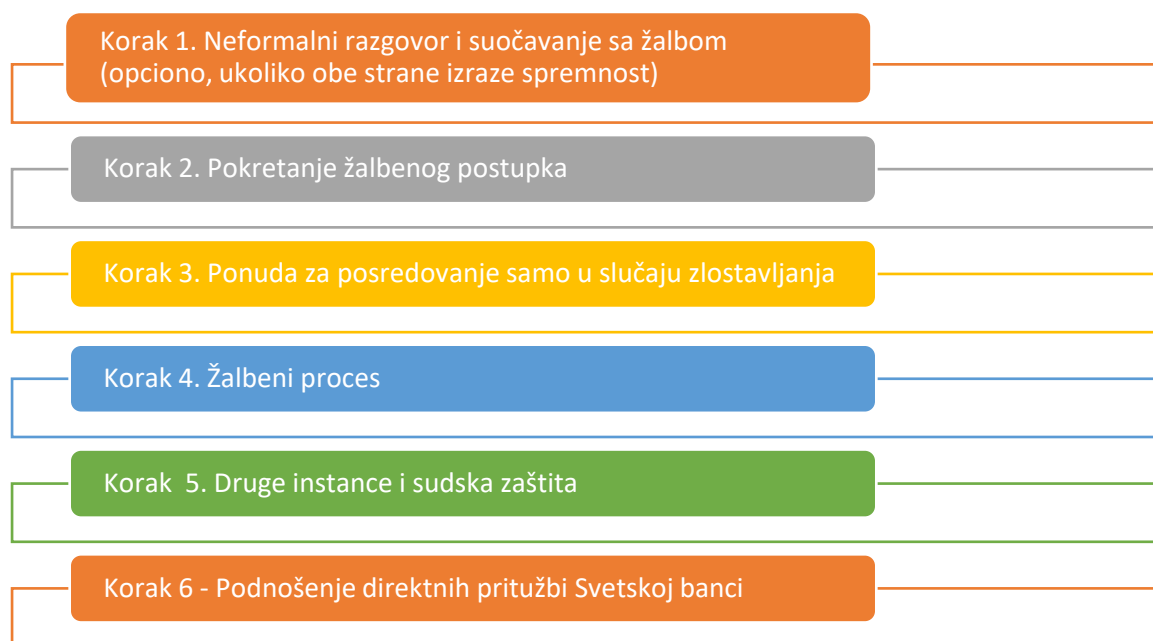 Korak 1. Neformalni razgovor i suočavanje sa žalbom
(opciono, ukoliko obe strane izraze spremnost)
Korak 2. Pokretanje žalbenog postupka
Korak 3. Ponuda za posredovanje samo u slučaju zlostavljanja
Korak 4. Žalbeni proces
Korak  5. Druge instance i sudska zaštita
Korak 6 - Podnošenje direktnih pritužbi Svetskoj banci